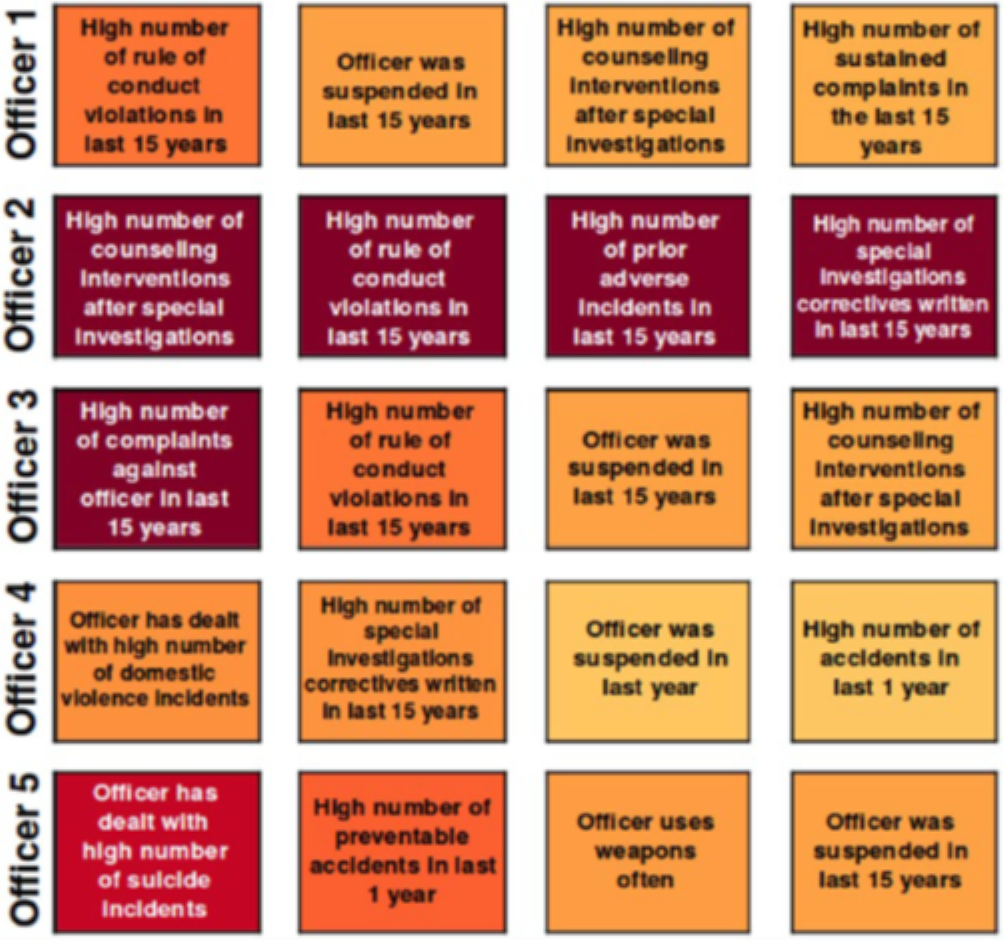 Officer 1
High number
of rule of
conduct
violations in
last 15 years
Officer was
suspended in
last 15 years
High number of
counseling
interventions
after special
investigations
High number of
sustained
complaints in
the last 15
years
Officer 2
High number of
counseling
interventions
after special
investigations
High number
of rule of
conduct
violations in
last 15 years
High number
of prior
adverse
incidents in
last 15 years
High number of
special
investigations
correctives written
in last 15 years
Officer 3
High number
of complaints
against
officer in last
15 years
High number
of rule of
conduct
violations in
last 15 years
Officer was
suspended in
last 15 years
High number of
counseling
interventions
after special
investigations
Officer 4
Officer has dealt
with high number
of domestic
violence incidents
High number of
special
investigations
correctives written
in last 15 years
Officer was
suspended in
last year
High number of
accidents in
last 1 year
Officer 5
Officer has
dealt with
high number
of suicide
incidents
High number of
preventable
accidents in last
1 year
Officer uses
weapons
often
Officer was
suspended in
last 15 years